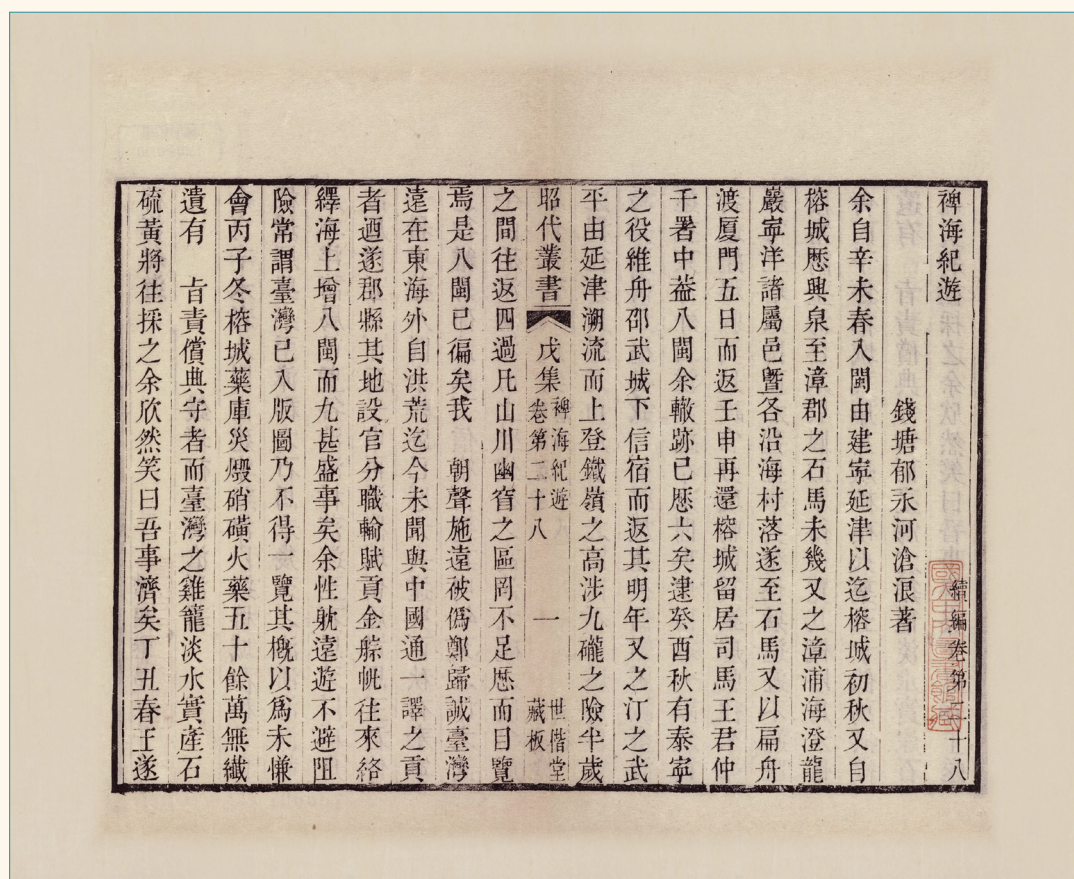 裨海紀遊　續編卷第二十八
錢塘郁永河滄浪著
余自辛未春入閩由建寧延津以迄榕城初秋又自
榕城厯興泉至漳郡之石馬未幾又之漳浦海澄龍
巖寧洋諸屬邑暨各沿海村落遂至石馬又以扁舟
渡厦門五日而返壬申再還榕城留居司馬王君仲
千署中葢八閩余轍跡已厯六矣逮癸酉秋有泰寧
之役維舟邵武城下信宿而返其明年又之汀之武
平由延津溯流而上登鐵嶺之高涉九礲之險半歲
昭代叢書　戊集　裨海紀遊
卷第二十八　一　世楷堂
藏板
之間往返四過凡山川幽窅之區罔不足厯而目覽
焉是八閩已徧矣我　朝聲施遠被僞鄭歸誠臺灣
遠在東海外自洪荒迄今未聞與中國通一譯之貢
者迺遂郡縣其地設官分職輸賦貢金帆往來絡
繹海上增八閩而九甚盛事矣余性躭遠遊不避阻
險常謂臺灣已入版圖乃不得一覽其槪以爲未慊
會丙子冬榕城藥庫災燬硝磺火藥五十餘萬無纖
遺有　㫖責償典守者而臺灣之雞籠淡水實產石
硫黃將往採之余欣然笑曰吾事濟矣丁丑春王遂